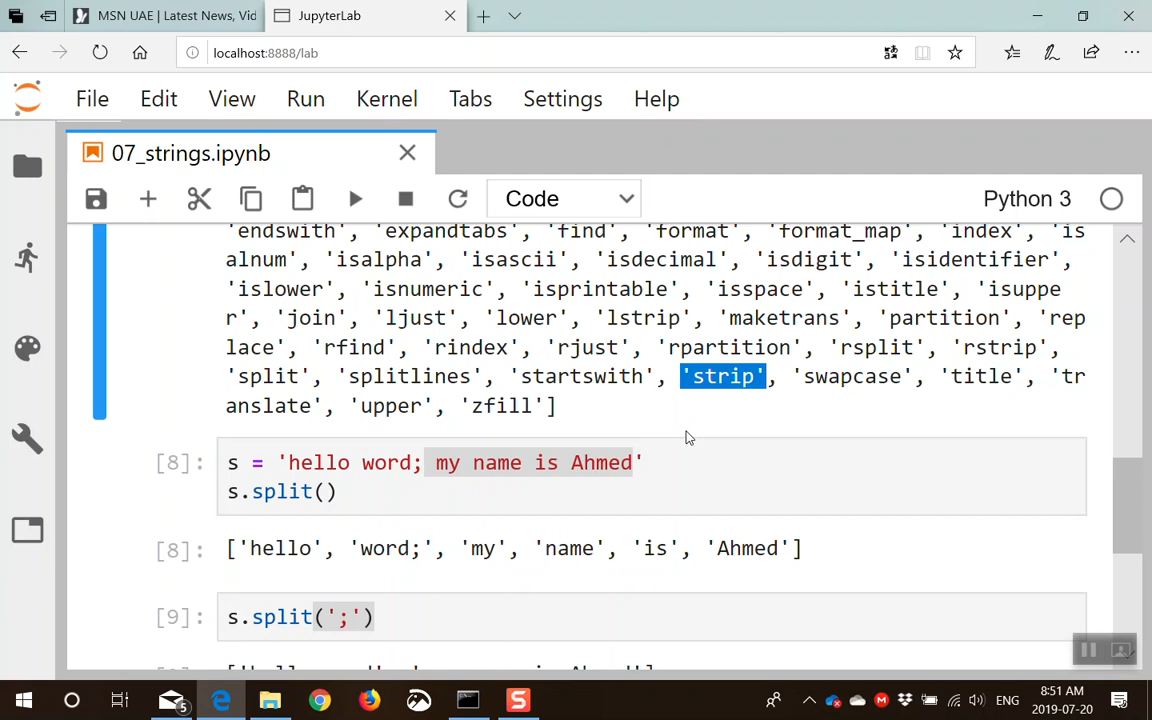 MSN UAE | Latest News, Vid
JupyterLab
localhost:8888/lab
File Edit View Run Kernel Tabs Settings Help
07_strings.ipynb
Code
Python 3
'endswith', 'expandtabs', 'find', 'format', 'format_map', 'index', 'is
alnum', 'isalpha', 'isascii', 'isdecimal', 'isdigit', 'isidentifier',
'islower', 'isnumeric', 'isprintable', 'isspace', 'istitle', 'isuppe
r', 'join', 'ljust', 'lower', 'lstrip', 'maketrans', 'partition', 'rep
lace', 'rfind', 'rindex', 'rjust', 'rpartition', 'rsplit', 'rstrip',
'split', 'splitlines', 'startswith', 'strip', 'swapcase', 'title', 'tr
anslate', 'upper', 'zfill']
[8]: s = 'hello word; my name is Ahmed'
s.split()
[8]: ['hello', 'word;', 'my', 'name', 'is', 'Ahmed']
[9]: s.split(';')
5
S
ENG
8:51 AM
2019-07-20